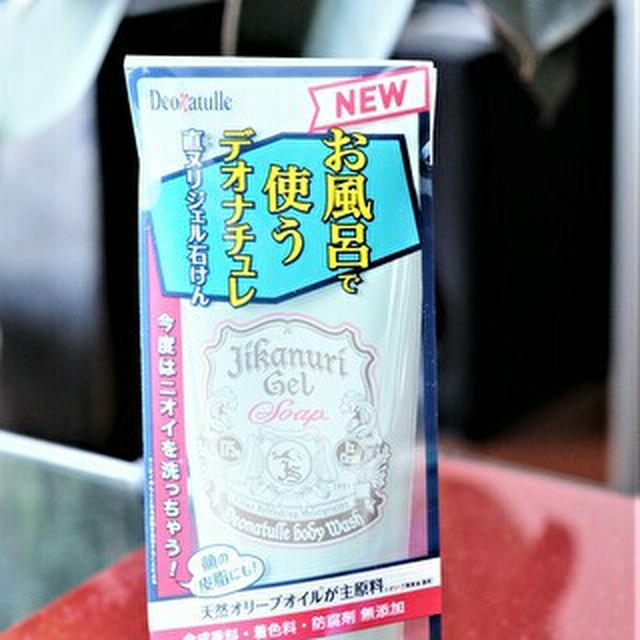 Deonatulle
NEW
お風呂で
使う
デオナチュレ
直ヌリジェル石けん
今度はニオイを洗っちゃう!
Jikanuri
Gel
Soap
Aromatulle body Wash
顔の
皮脂にも!
天然オリーブオイルが主原料
合成香料・着色料・防腐剤 無添加